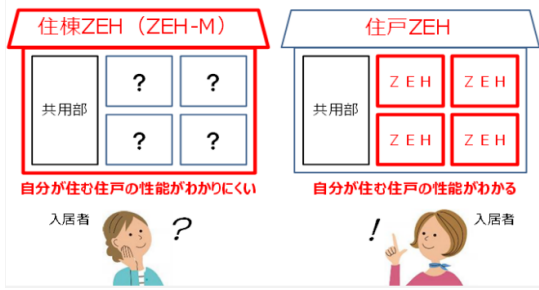 住棟ZEH（ZEH-M）
共用部
?
?
?
?
自分が住む住戸の性能がわかりにくい
入居者
?
住戸ZEH
共用部
ZEH
ZEH
ZEH
ZEH
自分が住む住戸の性能がわかる
!
入居者